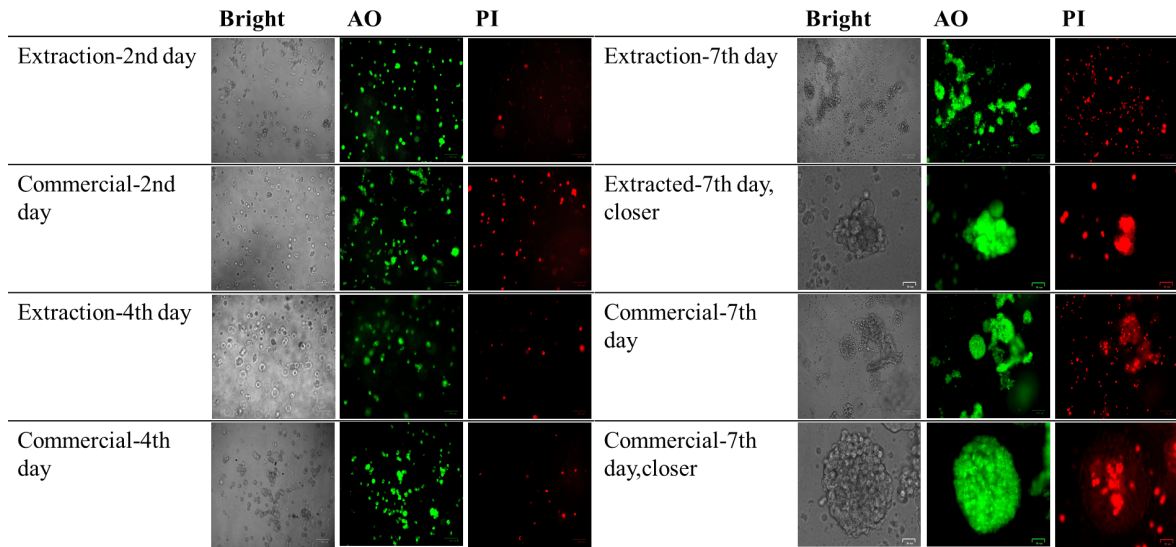 Bright AO PI Bright AO PI
Extraction-2nd day
Extraction-7th day
Commercial-2nd
day
Extracted-7th day,
closer
Extraction-4th day
Commercial-7th
day
Commercial-4th
day
Commercial-7th
day,closer